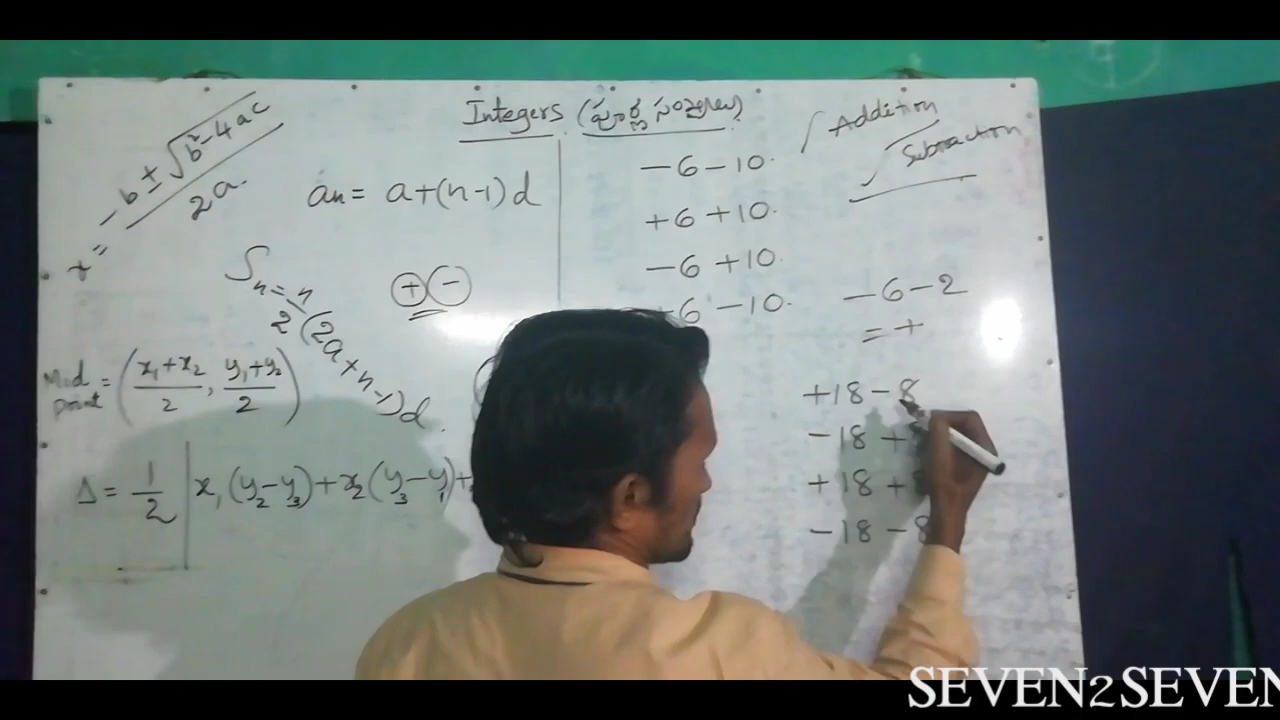 Integers (పూర్ణ సంఖ్యలు)
Addition
Subtraction
x = -b ± √b²-4ac / 2a.
aₙ = a+(n-1)d
Sₙ = n/2 (2a+n-1)d.
+ -
Mid point = (x₁+x₂/2, y₁+y₂/2)
Δ = 1/2 | x₁(y₂-y₃)+x₂(y₃-y₁)+
-6-10.
+6+10.
-6+10.
+6-10.
-6-2
=+
+18-8
-18+
+18+
-18-8
SEVEN2SEVEN